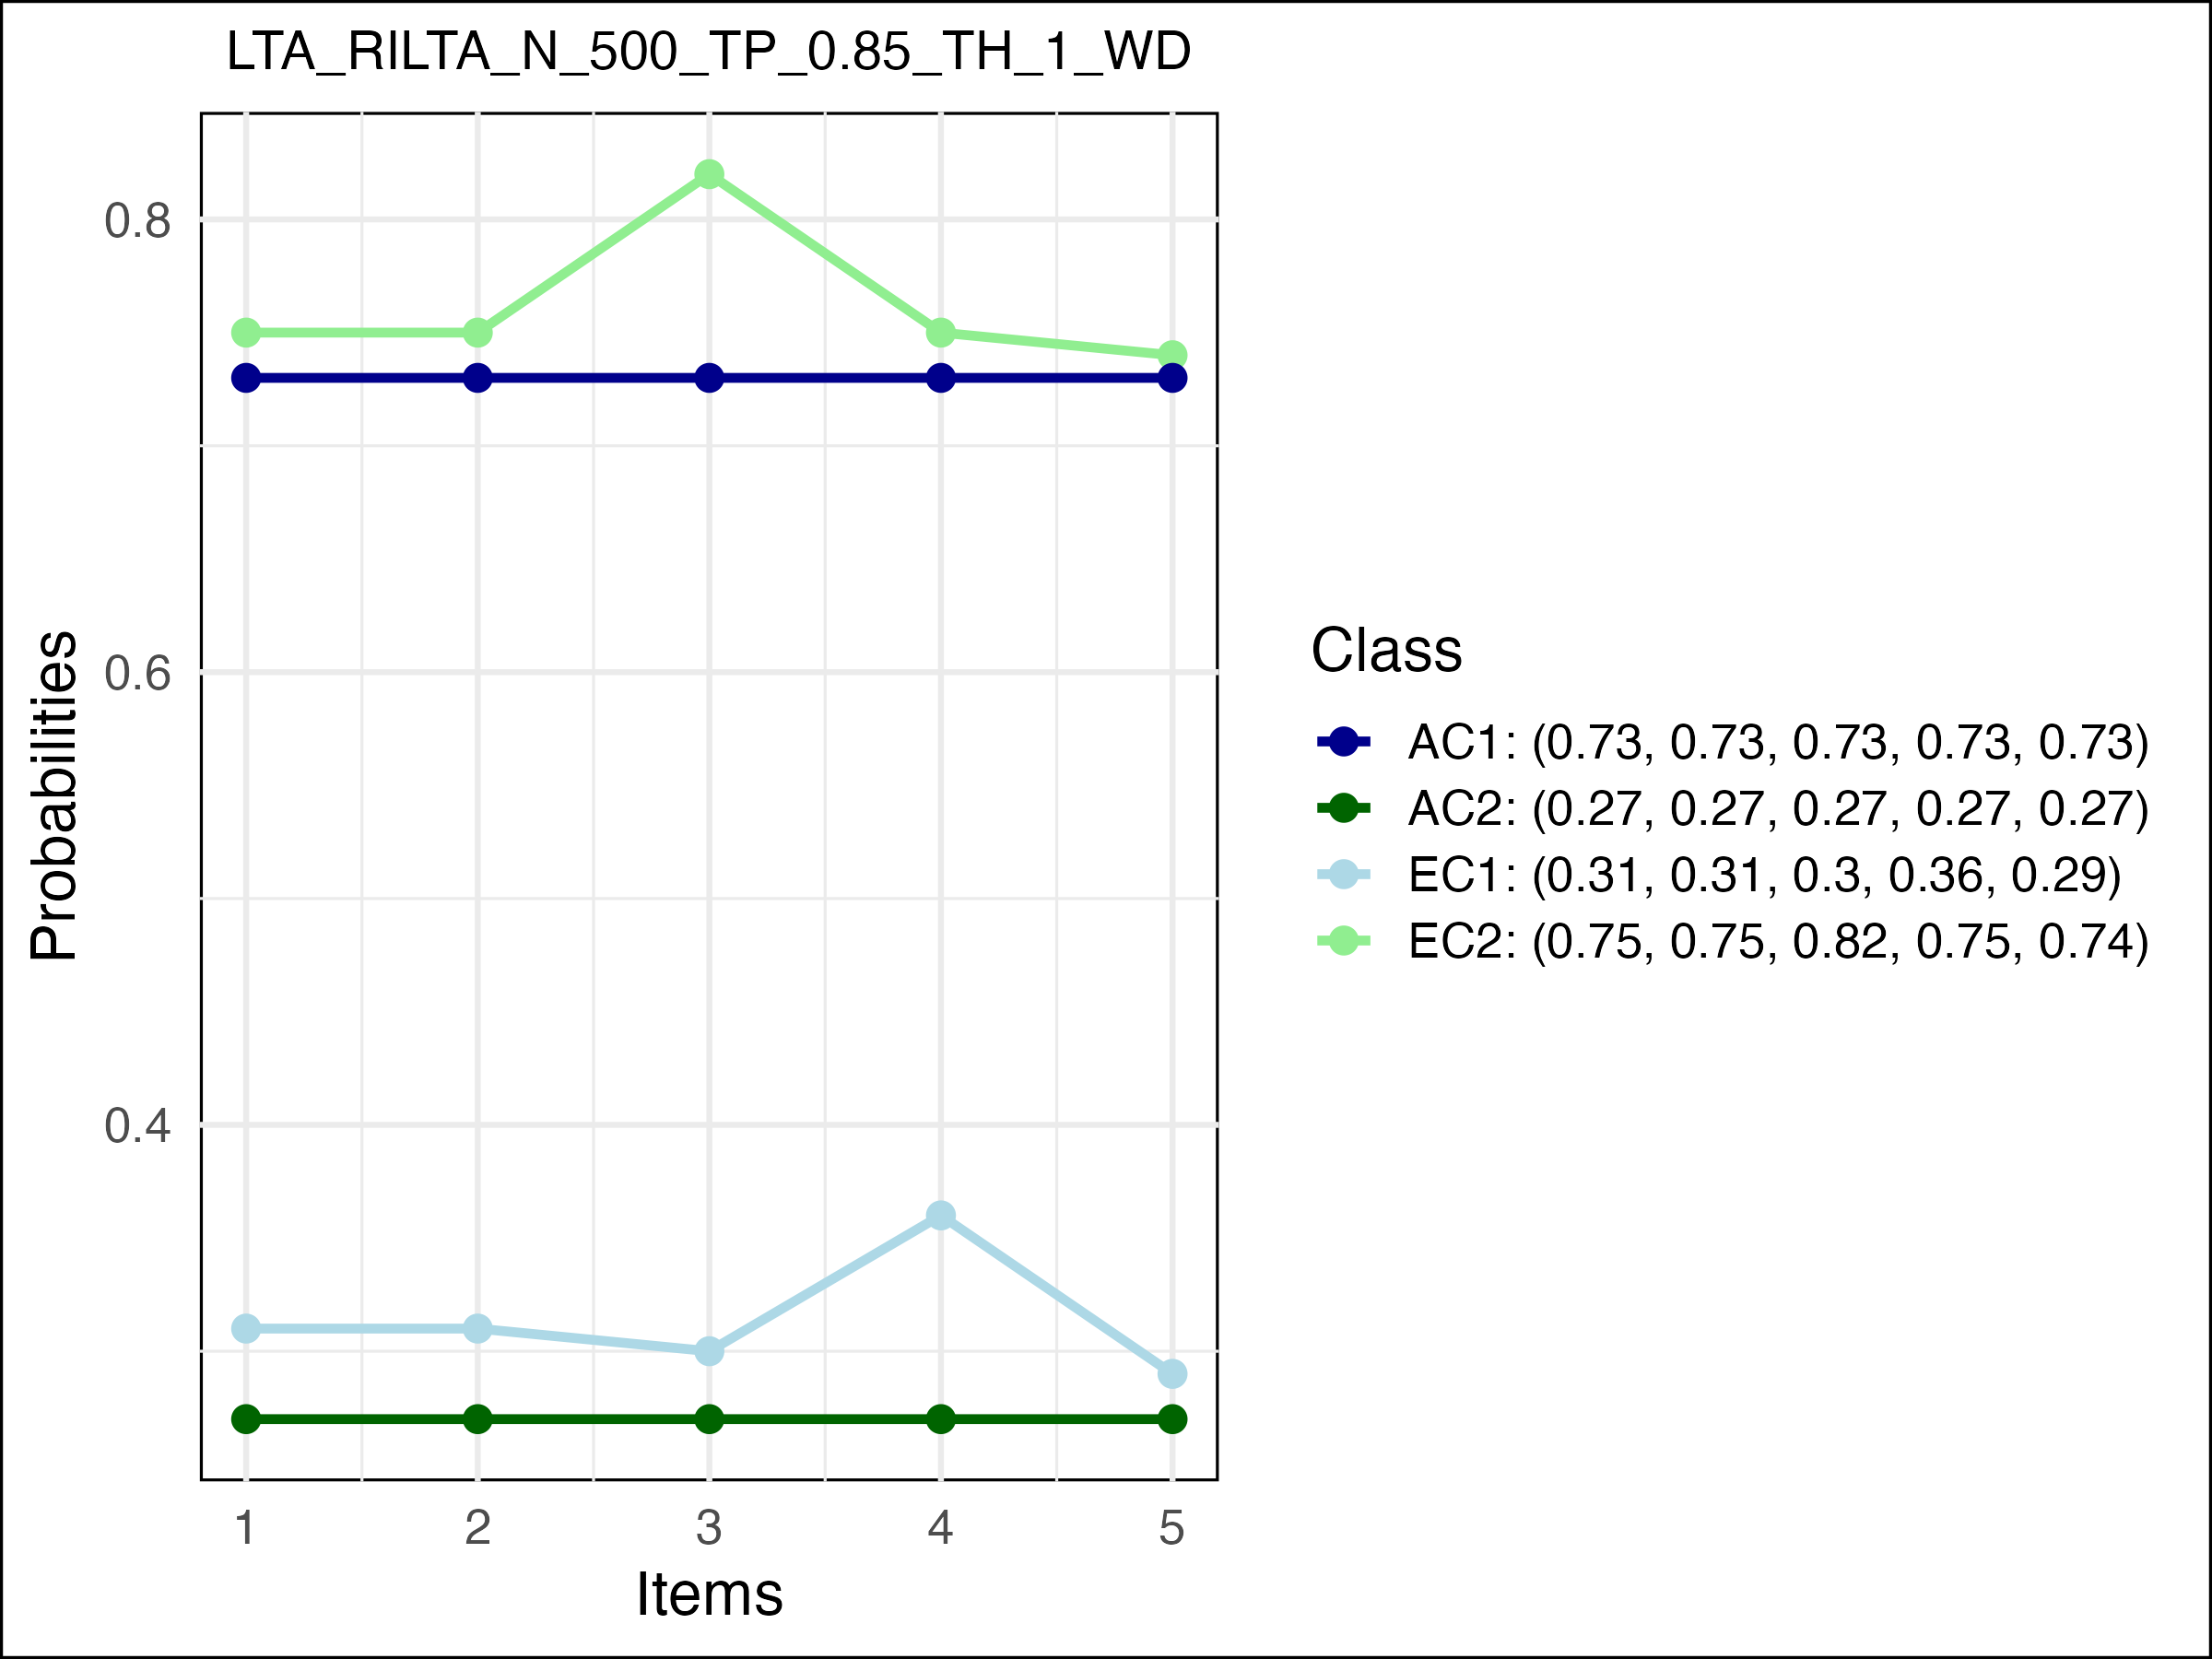 LTA_RILTA_N_500_TP_0.85_TH_1_WD
0.8
0.6
0.4
Probabilities
1 2 3 4 5
Items
Class
AC1: (0.73, 0.73, 0.73, 0.73, 0.73)
AC2: (0.27, 0.27, 0.27, 0.27, 0.27)
EC1: (0.31, 0.31, 0.3, 0.36, 0.29)
EC2: (0.75, 0.75, 0.82, 0.75, 0.74)